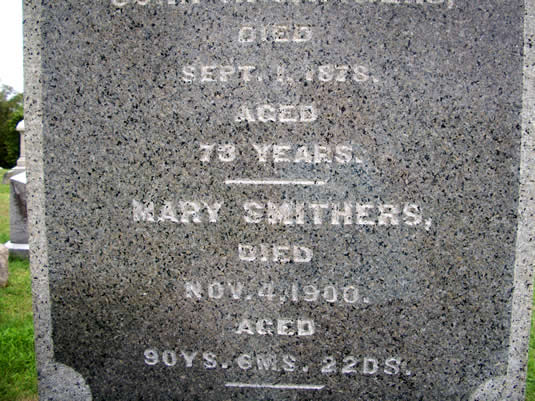 DIED
SEPT. 1, 1878.
AGED
73 YEARS.
MARY SMITHERS,
DIED
NOV. 4, 1900.
AGED
90YS. 6MS. 22DS.